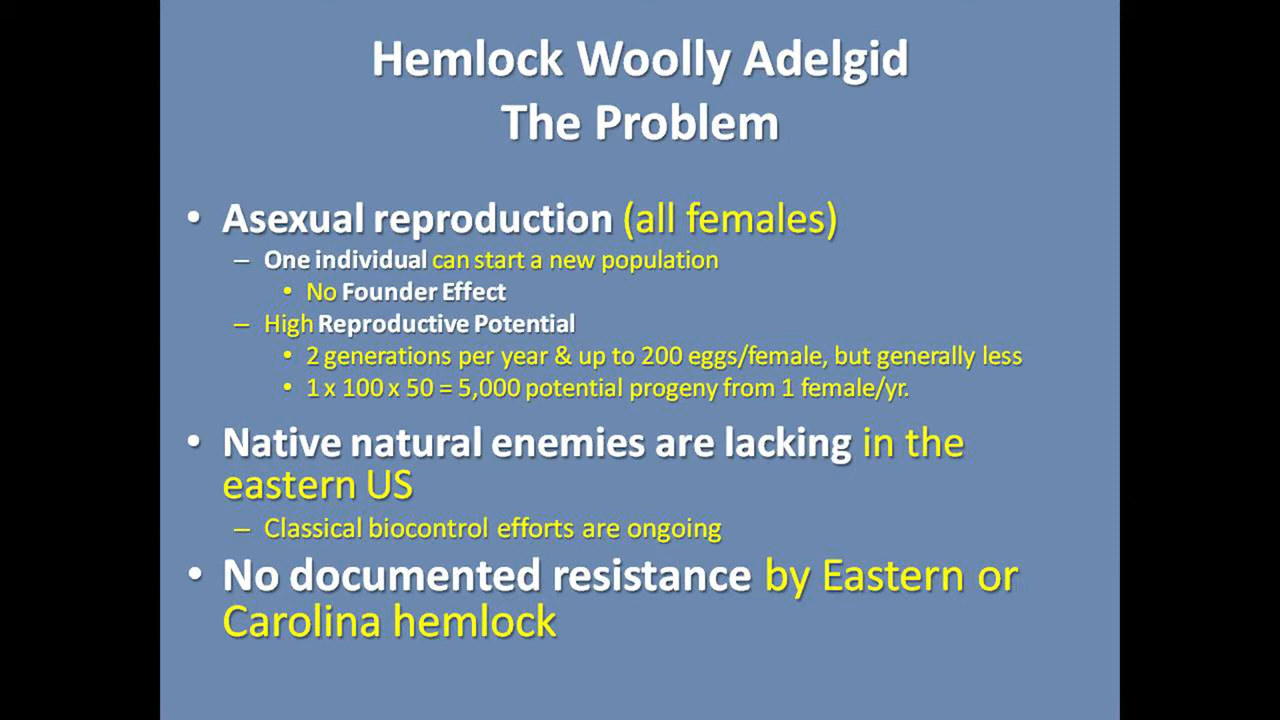 Hemlock Woolly Adelgid
The Problem
• Asexual reproduction (all females)
– One individual can start a new population
• No Founder Effect
– High Reproductive Potential
• 2 generations per year & up to 200 eggs/female, but generally less
• 1 x 100 x 50 = 5,000 potential progeny from 1 female/yr.
• Native natural enemies are lacking in the
eastern US
– Classical biocontrol efforts are ongoing
• No documented resistance by Eastern or
Carolina hemlock